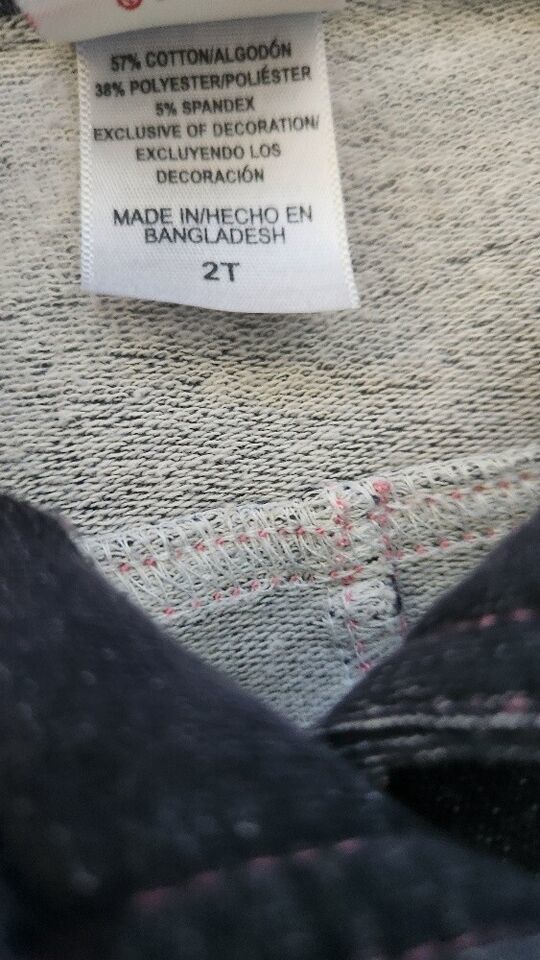 57% COTTON/ALGODÓN
38% POLYESTER/POLIÉSTER
5% SPANDEX
EXCLUSIVE OF DECORATION/
EXCLUYENDO LOS
DECORACIÓN
MADE IN/HECHO EN
BANGLADESH
2T